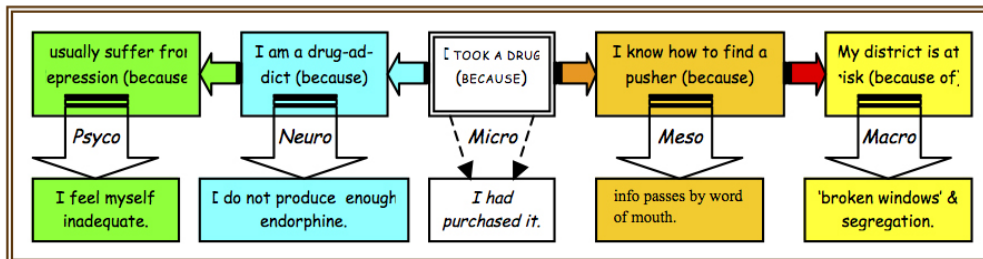 usually suffer from
epression (because
I am a drug-ad-
dict (because)
I TOOK A DRUG
(BECAUSE)
I know how to find a
pusher (because)
My district is at
risk (because of)
Psyco
Neuro
Micro
Meso
Macro
I feel myself
inadequate.
I do not produce enough
endorphine.
I had
purchased it.
info passes by word
of mouth.
'broken windows' &
segregation.